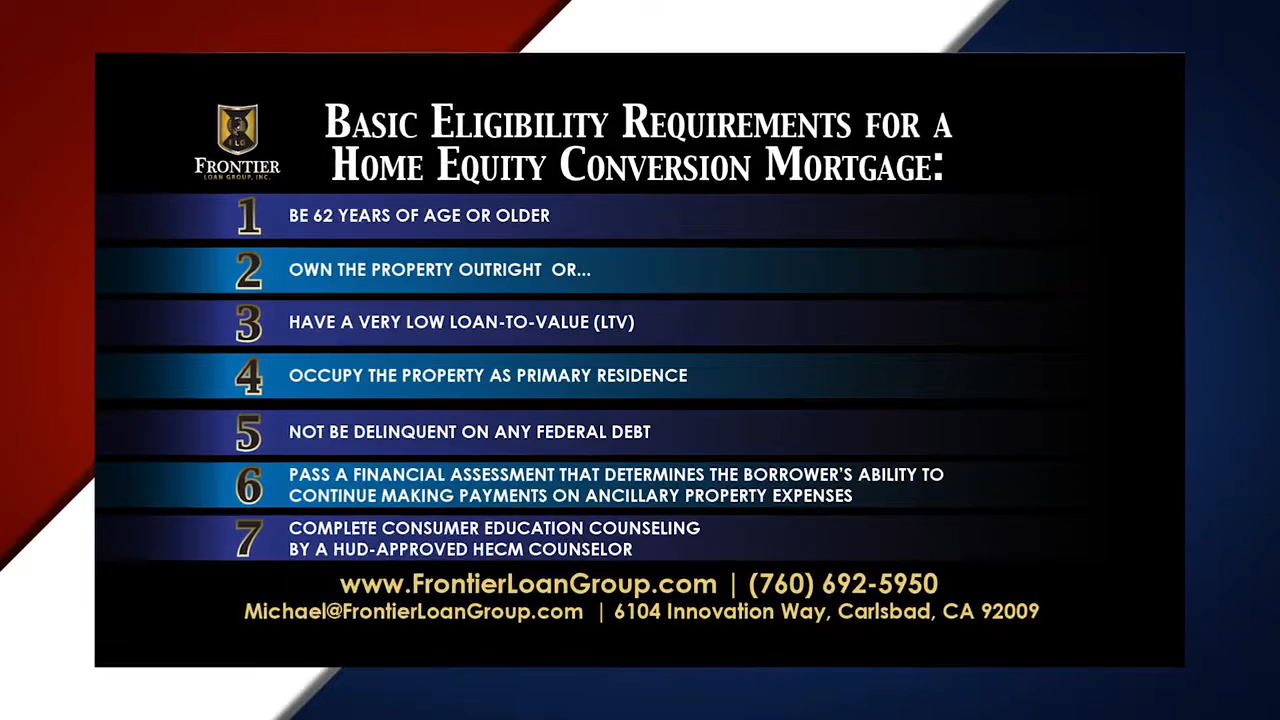 FLG
FRONTIER
LOAN GROUP, INC.
BASIC ELIGIBILITY REQUIREMENTS FOR A
HOME EQUITY CONVERSION MORTGAGE:
1 BE 62 YEARS OF AGE OR OLDER
2 OWN THE PROPERTY OUTRIGHT OR...
3 HAVE A VERY LOW LOAN-TO-VALUE (LTV)
4 OCCUPY THE PROPERTY AS PRIMARY RESIDENCE
5 NOT BE DELINQUENT ON ANY FEDERAL DEBT
6 PASS A FINANCIAL ASSESSMENT THAT DETERMINES THE BORROWER'S ABILITY TO
CONTINUE MAKING PAYMENTS ON ANCILLARY PROPERTY EXPENSES
7 COMPLETE CONSUMER EDUCATION COUNSELING
BY A HUD-APPROVED HECM COUNSELOR
www.FrontierLoanGroup.com | (760) 692-5950
Michael@FrontierLoanGroup.com | 6104 Innovation Way, Carlsbad, CA 92009